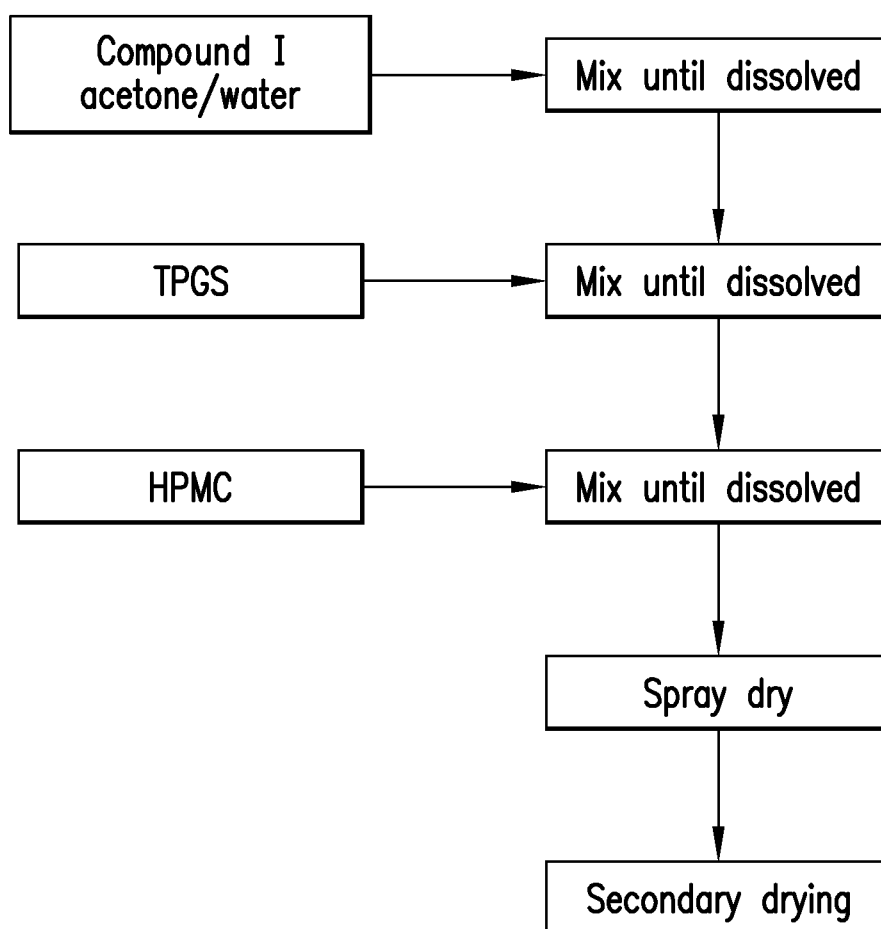 Compound I
acetone/water
Mix until dissolved
TPGS
Mix until dissolved
HPMC
Mix until dissolved
Spray dry
Secondary drying